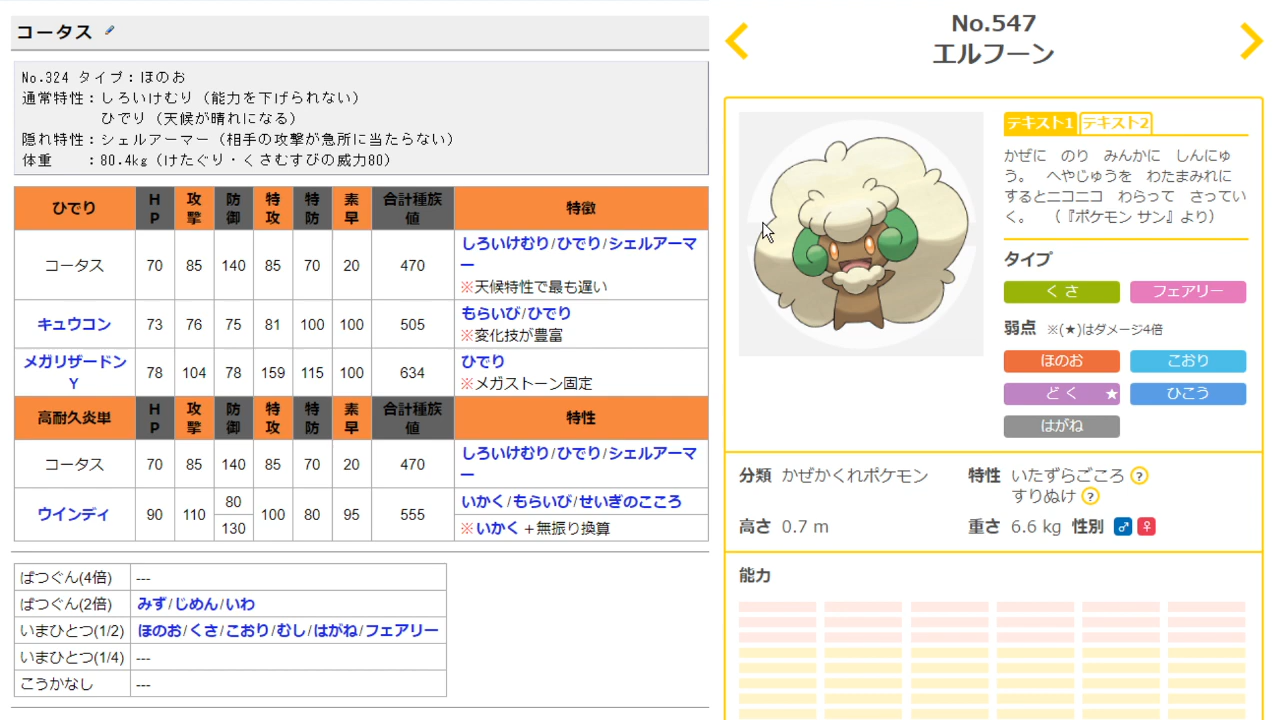 コータス
No.324 タイプ：ほのお
通常特性：しろいけむり（能力を下げられない）
ひでり（天候が晴れになる）
隠れ特性：シェルアーマー（相手の攻撃が急所に当たらない）
体重　：80.4kg（けたぐり・くさむすびの威力80）
ひでり HP 攻撃 防御 特攻 特防 素早 合計種族値 特徴
コータス 70 85 140 85 70 20 470 しろいけむり/ひでり/シェルアーマー
※天候特性で最も遅い
キュウコン 73 76 75 81 100 100 505 もらいび/ひでり
※変化技が豊富
メガリザードンY 78 104 78 159 115 100 634 ひでり
※メガストーン固定
高耐久炎単 HP 攻撃 防御 特攻 特防 素早 合計種族値 特性
コータス 70 85 140 85 70 20 470 しろいけむり/ひでり/シェルアーマー
ウインディ 90 110 80 100 80 95 555 いかく/もらいび/せいぎのこころ
130 ※いかく＋無振り換算
ばつぐん(4倍) ---
ばつぐん(2倍) みず/じめん/いわ
いまひとつ(1/2) ほのお/くさ/こおり/むし/はがね/フェアリー
いまひとつ(1/4) ---
こうかなし ---
No.547
エルフーン
テキスト1 テキスト2
かぜに　のり　みんかに　しんにゅ
う。　へやじゅうを　わたまみれに
するとニコニコ　わらって　さってい
く。　（『ポケモン サン』より）
タイプ
くさ フェアリー
弱点 ※(★)はダメージ4倍
ほのお こおり
どく ★ ひこう
はがね
分類 かぜかくれポケモン 特性 いたずらごころ ?
すりぬけ ?
高さ 0.7 m 重さ 6.6 kg 性別 ♂ ♀
能力